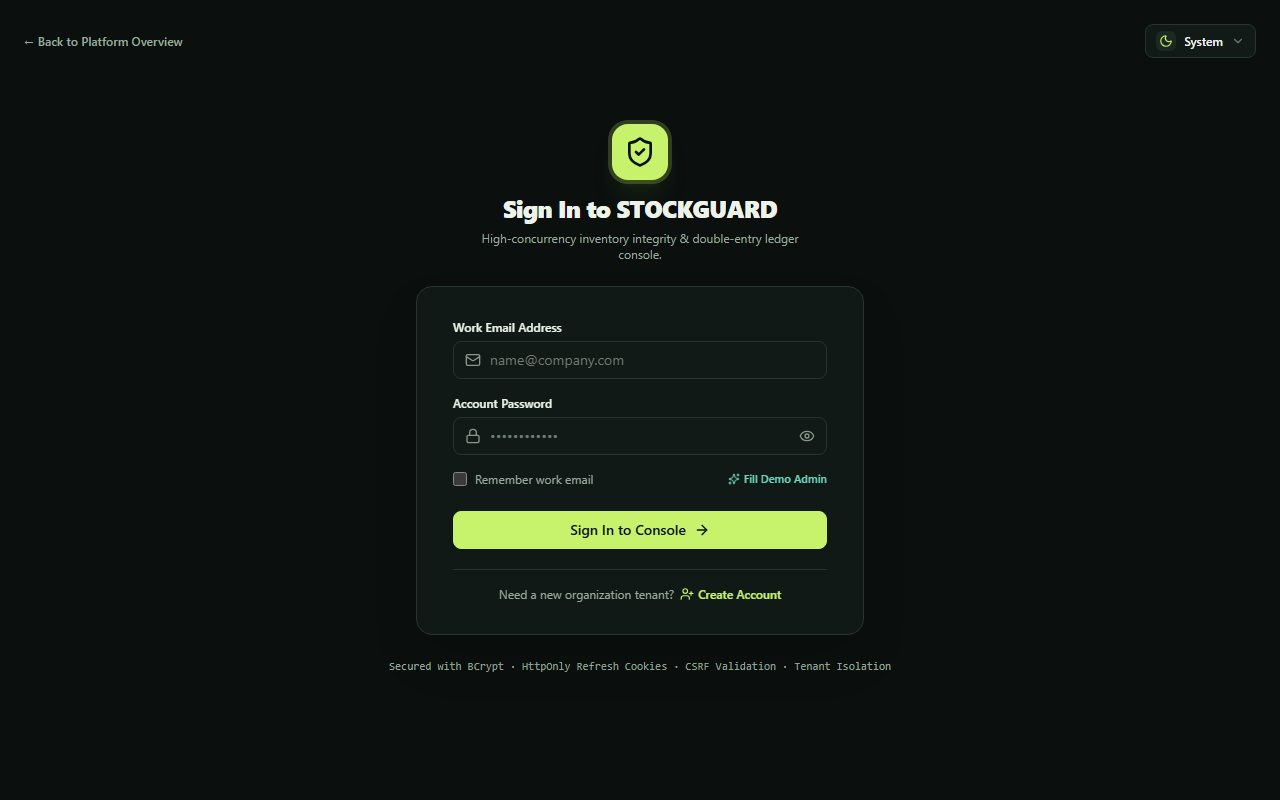 ← Back to Platform Overview
System
Sign In to STOCKGUARD
High-concurrency inventory integrity & double-entry ledger
console.
Work Email Address
name@company.com
Account Password
••••••••••••
Remember work email
Fill Demo Admin
Sign In to Console →
Need a new organization tenant? Create Account
Secured with BCrypt · HttpOnly Refresh Cookies · CSRF Validation · Tenant Isolation